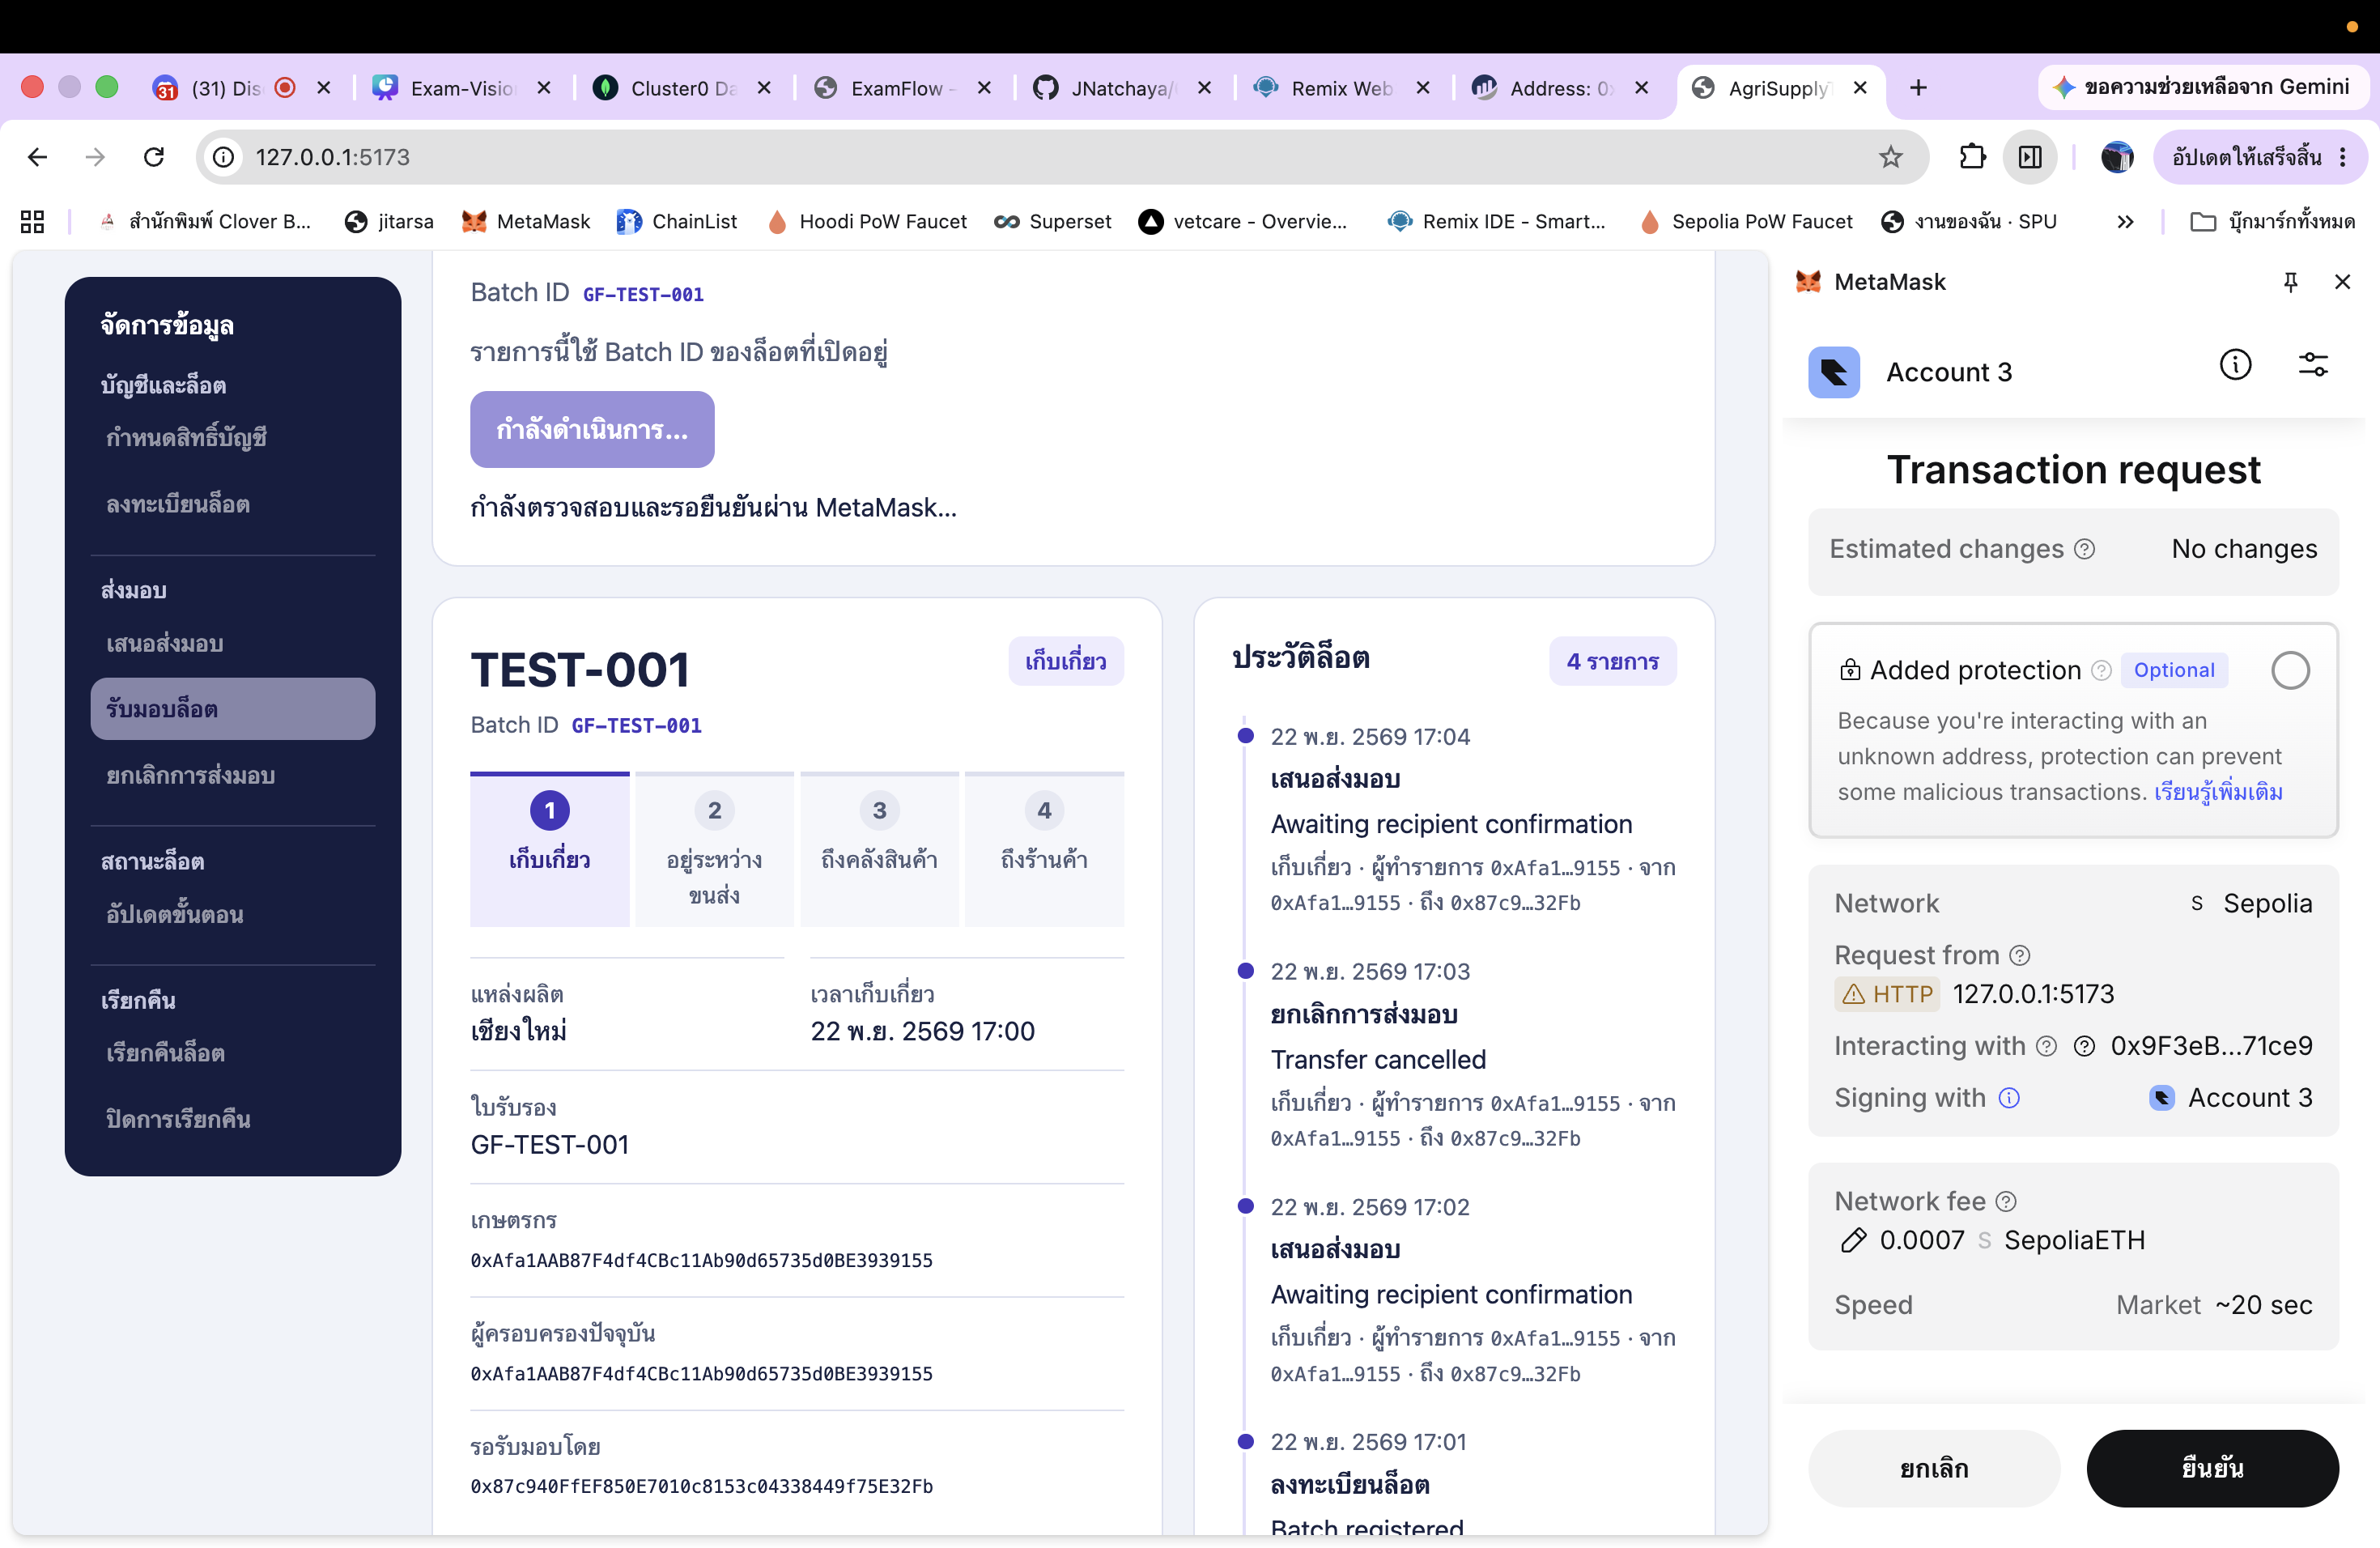 (31) Dis
Exam-Visio
Cluster0 Da
ExamFlow -
JNatchaya/
Remix Web
Address: 0x
AgriSupplyT
ขอความช่วยเหลือจาก Gemini
127.0.0.1:5173
อัปเดตให้เสร็จสิ้น
สำนักพิมพ์ Clover B...
jitarsa
MetaMask
ChainList
Hoodi PoW Faucet
Superset
vetcare - Overvie...
Remix IDE - Smart...
Sepolia PoW Faucet
งานของฉัน · SPU
บุ๊กมาร์กทั้งหมด
จัดการข้อมูล
บัญชีและล็อต
กำหนดสิทธิ์บัญชี
ลงทะเบียนล็อต
ส่งมอบ
เสนอส่งมอบ
รับมอบล็อต
ยกเลิกการส่งมอบ
สถานะล็อต
อัปเดตขั้นตอน
เรียกคืน
เรียกคืนล็อต
ปิดการเรียกคืน
Batch ID GF-TEST-001
รายการนี้ใช้ Batch ID ของล็อตที่เปิดอยู่
กำลังดำเนินการ...
กำลังตรวจสอบและรอยืนยันผ่าน MetaMask...
TEST-001
เก็บเกี่ยว
Batch ID GF-TEST-001
1
เก็บเกี่ยว
2
อยู่ระหว่าง
ขนส่ง
3
ถึงคลังสินค้า
4
ถึงร้านค้า
แหล่งผลิต
เชียงใหม่
เวลาเก็บเกี่ยว
22 พ.ย. 2569 17:00
ใบรับรอง
GF-TEST-001
เกษตรกร
0xAfa1AAB87F4df4CBc11Ab90d65735d0BE3939155
ผู้ครอบครองปัจจุบัน
0xAfa1AAB87F4df4CBc11Ab90d65735d0BE3939155
รอรับมอบโดย
0x87c940FfEF850E7010c8153c04338449f75E32Fb
ประวัติล็อต
4 รายการ
22 พ.ย. 2569 17:04
เสนอส่งมอบ
Awaiting recipient confirmation
เก็บเกี่ยว · ผู้ทำรายการ 0xAfa1…9155 · จาก
0xAfa1…9155 · ถึง 0x87c9…32Fb
22 พ.ย. 2569 17:03
ยกเลิกการส่งมอบ
Transfer cancelled
เก็บเกี่ยว · ผู้ทำรายการ 0xAfa1…9155 · จาก
0xAfa1…9155 · ถึง 0x87c9…32Fb
22 พ.ย. 2569 17:02
เสนอส่งมอบ
Awaiting recipient confirmation
เก็บเกี่ยว · ผู้ทำรายการ 0xAfa1…9155 · จาก
0xAfa1…9155 · ถึง 0x87c9…32Fb
22 พ.ย. 2569 17:01
ลงทะเบียนล็อต
Batch registered
MetaMask
Account 3
Transaction request
Estimated changes
No changes
Added protection
Optional
Because you're interacting with an
unknown address, protection can prevent
some malicious transactions. เรียนรู้เพิ่มเติม
Network
S Sepolia
Request from
HTTP 127.0.0.1:5173
Interacting with
0x9F3eB...71ce9
Signing with
Account 3
Network fee
0.0007 S SepoliaETH
Speed
Market ~20 sec
ยกเลิก
ยืนยัน